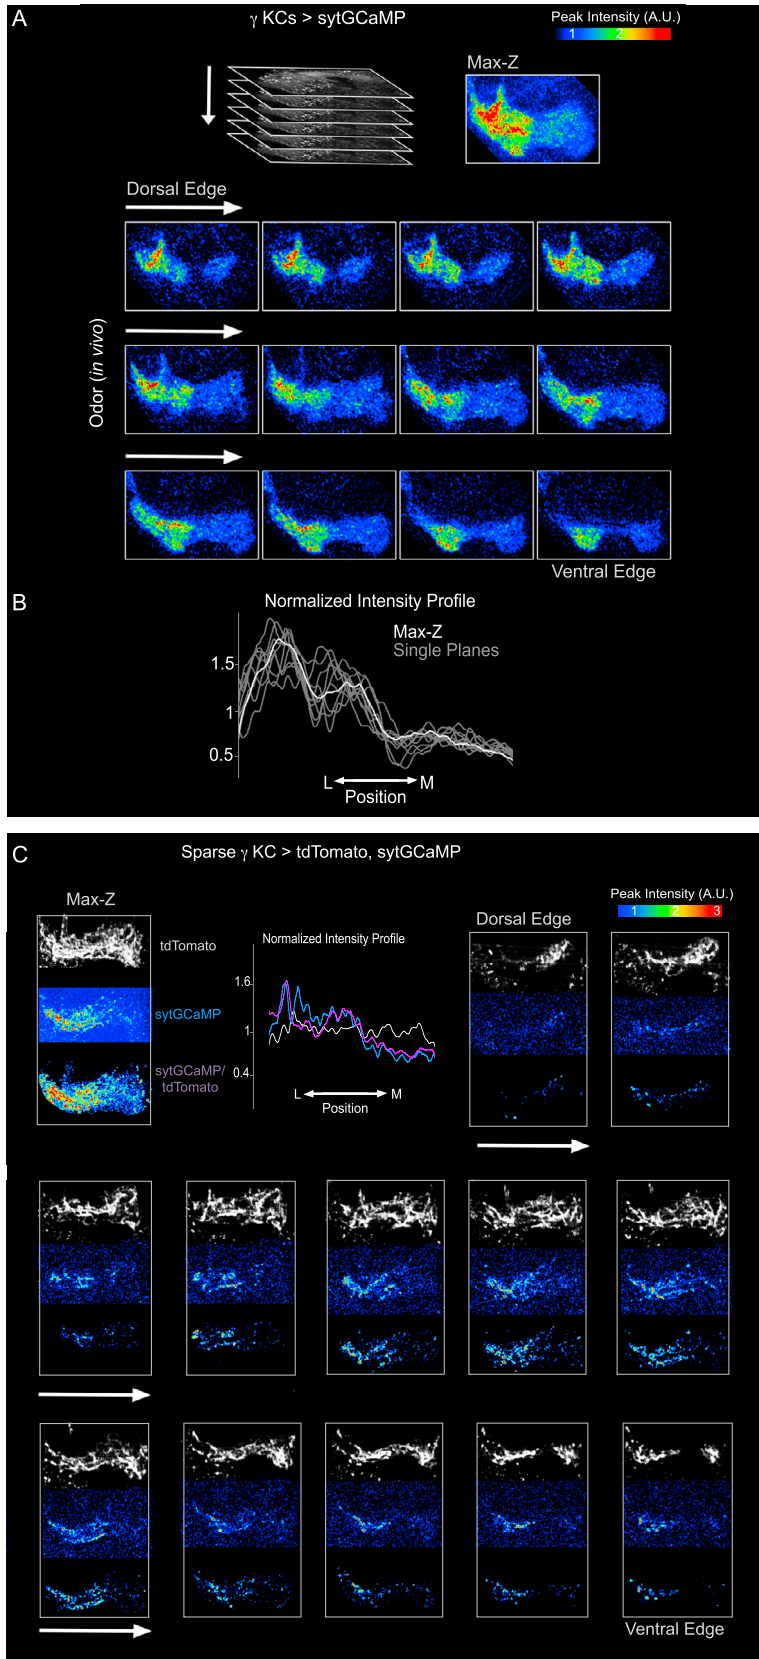 A
γ KCs > sytGCaMP
Peak Intensity (A.U.)
1 2
Max-Z
Dorsal Edge
Odor (in vivo)
Ventral Edge
B
Normalized Intensity Profile
Max-Z
Single Planes
1.5
1
0.5
L M
Position
C
Sparse γ KC > tdTomato, sytGCaMP
Max-Z
Peak Intensity (A.U.)
1 2 3
Dorsal Edge
tdTomato
Normalized Intensity Profile
1.6
sytGCaMP
1
sytGCaMP/
tdTomato
0.4
L M
Position
Ventral Edge